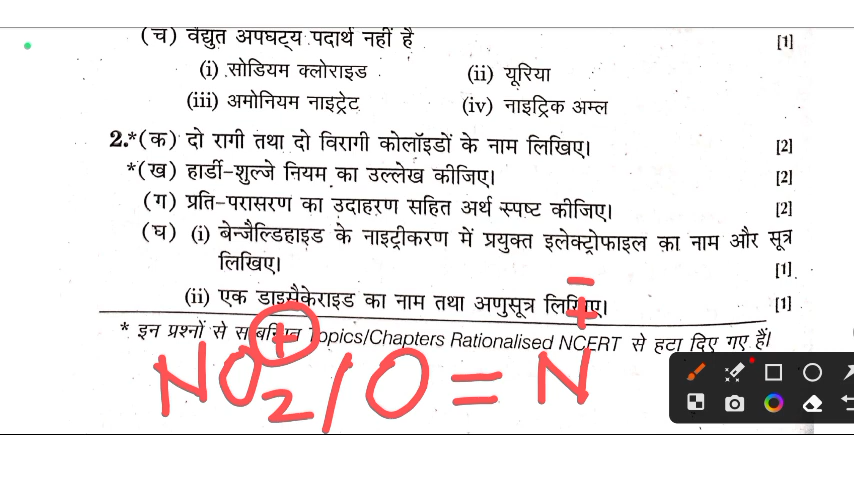 (च) वैद्युत अपघट्य पदार्थ नहीं है [1]
(i) सोडियम क्लोराइड (ii) यूरिया
(iii) अमोनियम नाइट्रेट (iv) नाइट्रिक अम्ल
2.*(क) दो रागी तथा दो विरागी कोलॉइडों के नाम लिखिए। [2]
*(ख) हार्डी-शुल्जे नियम का उल्लेख कीजिए। [2]
(ग) प्रति-परासरण का उदाहरण सहित अर्थ स्पष्ट कीजिए। [2]
(घ) (i) बेन्जैल्डिहाइड के नाइट्रीकरण में प्रयुक्त इलेक्ट्रोफाइल का नाम और सूत्र
लिखिए। [1]
(ii) एक डाइसैकेराइड का नाम तथा अणुसूत्र लिखिए। [1]
* इन प्रश्नों से सम्बन्धित Topics/Chapters Rationalised NCERT से हटा दिए गए हैं।
NO₂⁺ / O = N